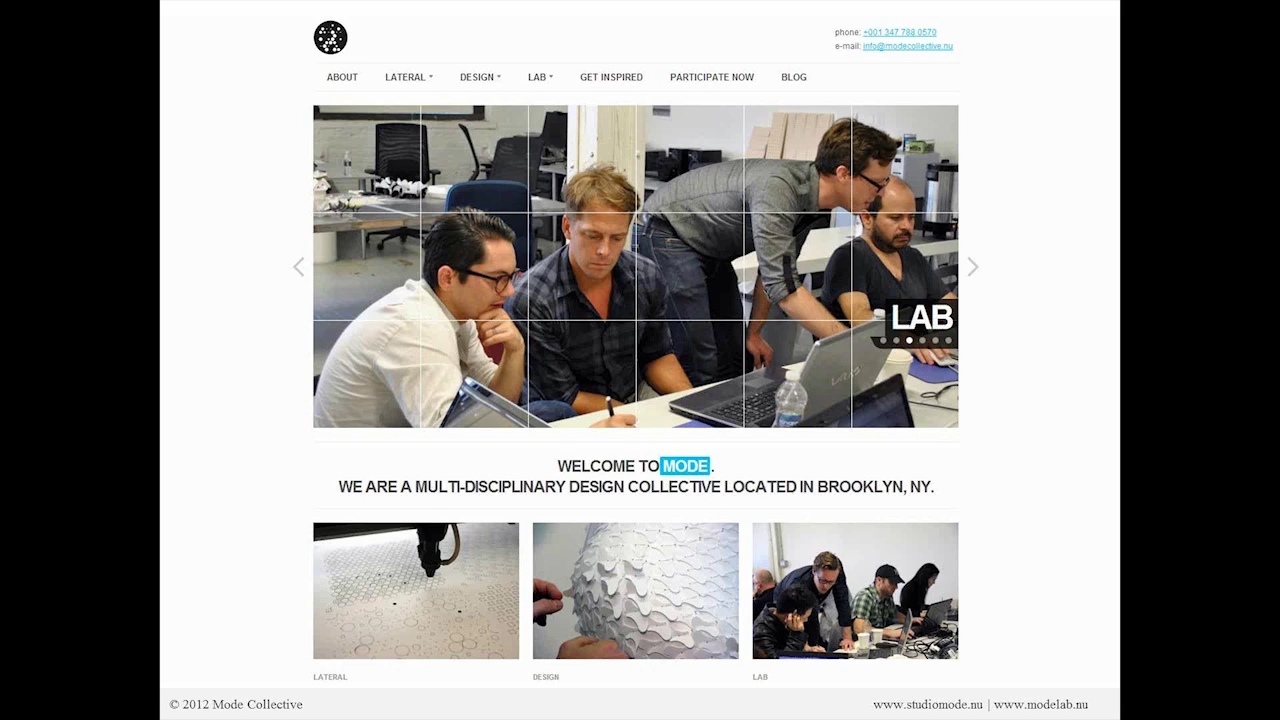 phone: +001 347 788 0570
e-mail: info@modecollective.nu
ABOUT LATERAL DESIGN LAB GET INSPIRED PARTICIPATE NOW BLOG
LAB
WELCOME TO MODE.
WE ARE A MULTI-DISCIPLINARY DESIGN COLLECTIVE LOCATED IN BROOKLYN, NY.
LATERAL DESIGN LAB
© 2012 Mode Collective www.studiomode.nu | www.modelab.nu